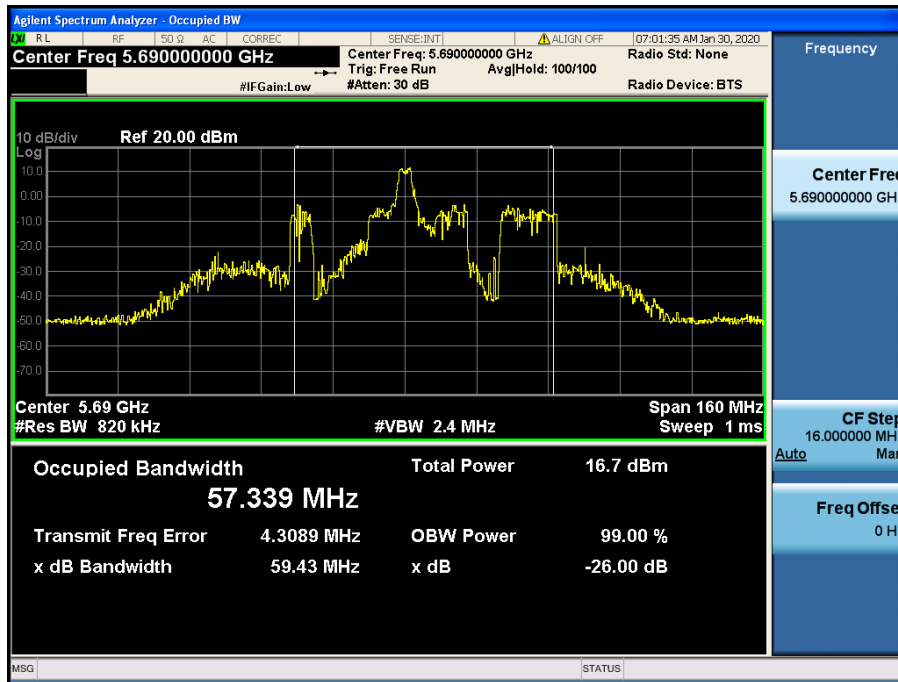 Agilent Spectrum Analyzer - Occupied BW
LXI RL RF 50 Ω AC CORREC SENSE:INT ALIGN OFF 07:01:35 AM Jan 30, 2020
Center Freq 5.690000000 GHz
Center Freq: 5.690000000 GHz
Radio Std: None
Trig: Free Run Avg|Hold: 100/100
#IFGain:Low
#Atten: 30 dB
Radio Device: BTS
10 dB/div Ref 20.00 dBm
Log
10.0
0.00
-10.0
-20.0
-30.0
-40.0
-50.0
-60.0
-70.0
Center 5.69 GHz Span 160 MHz
#Res BW 820 kHz #VBW 2.4 MHz Sweep 1 ms
Occupied Bandwidth Total Power 16.7 dBm
57.339 MHz
Transmit Freq Error 4.3089 MHz OBW Power 99.00 %
x dB Bandwidth 59.43 MHz x dB -26.00 dB
MSG STATUS
Frequency
Center Fre
5.690000000 GH
CF Step
16.000000 MH
Auto Ma
Freq Offse
0 H